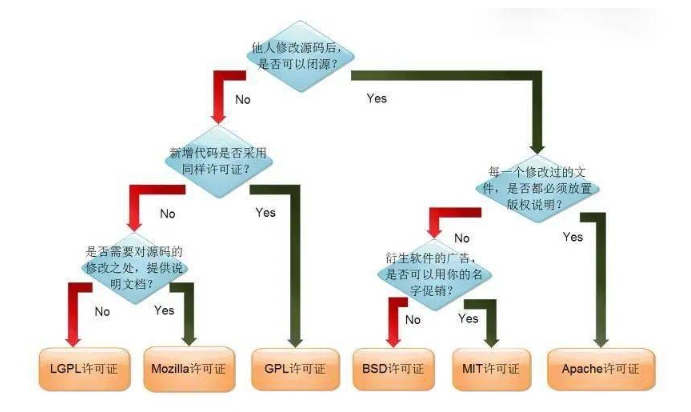 他人修改源码后，
是否可以闭源？
No
Yes
新增代码是否采用
同样许可证？
每一个修改过的文
件，是否都必须放置
版权说明？
No
Yes
No
Yes
是否需要对源码的
修改之处，提供说
明文档？
衍生软件的广告，
是否可以用你的名
字促销？
No
Yes
No
Yes
LGPL许可证
Mozilla许可证
GPL许可证
BSD许可证
MIT许可证
Apache许可证